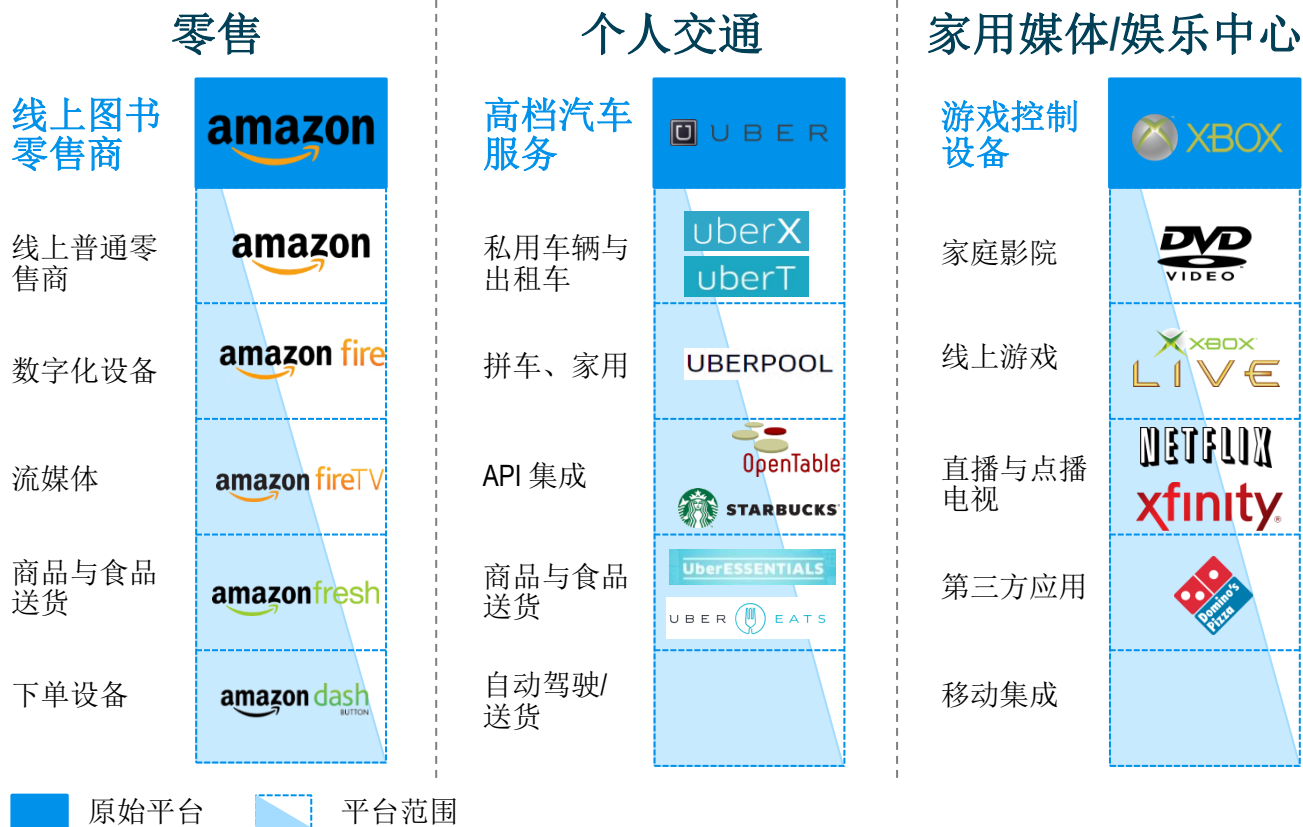 零售
线上图书
零售商
amazon
线上普通零
售商
amazon
数字化设备
amazon fire
流媒体
amazon fireTV
商品与食品
送货
amazonfresh
下单设备
amazon dash
BUTTON
个人交通
高档汽车
服务
U UBER
私用车辆与
出租车
uberX
uberT
拼车、家用
UBERPOOL
API 集成
OpenTable
STARBUCKS
商品与食品
送货
UberESSENTIALS
UBER EATS
自动驾驶/
送货
家用媒体/娱乐中心
游戏控制
设备
XBOX
家庭影院
DVD
VIDEO
线上游戏
XBOX
LIVE
直播与点播
电视
NETFLIX
xfinity®
第三方应用
Domino's
Pizza
移动集成
原始平台
平台范围